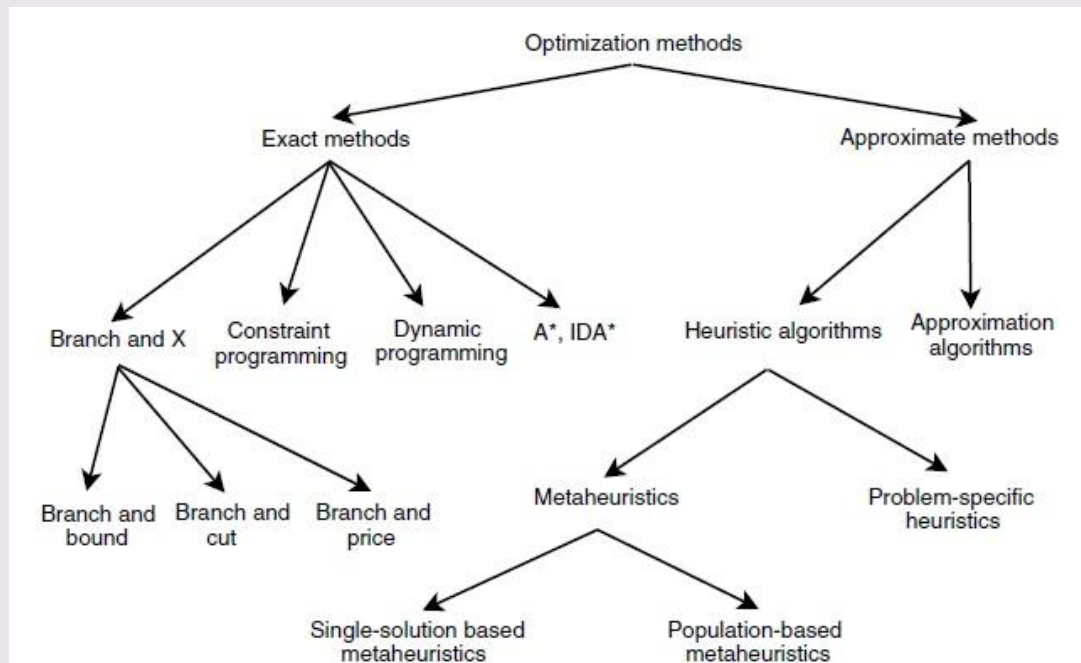 Optimization methods
Exact methods
Approximate methods
Branch and X
Constraint
programming
Dynamic
programming
A*, IDA*
Heuristic algorithms
Approximation
algorithms
Branch and
bound
Branch and
cut
Branch and
price
Metaheuristics
Problem-specific
heuristics
Single-solution based
metaheuristics
Population-based
metaheuristics